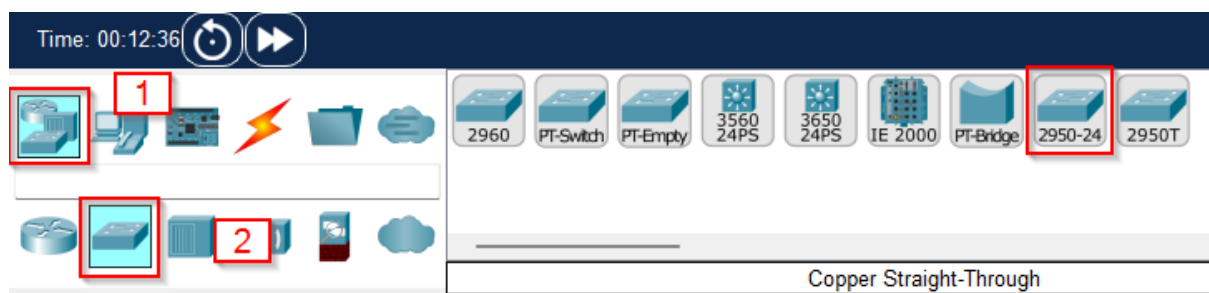 Time: 00:12:36
1
2960
PT-Switch
PT-Empty
3560
24PS
3650
24PS
IE 2000
PT-Bridge
2950-24
2950T
2
Copper Straight-Through